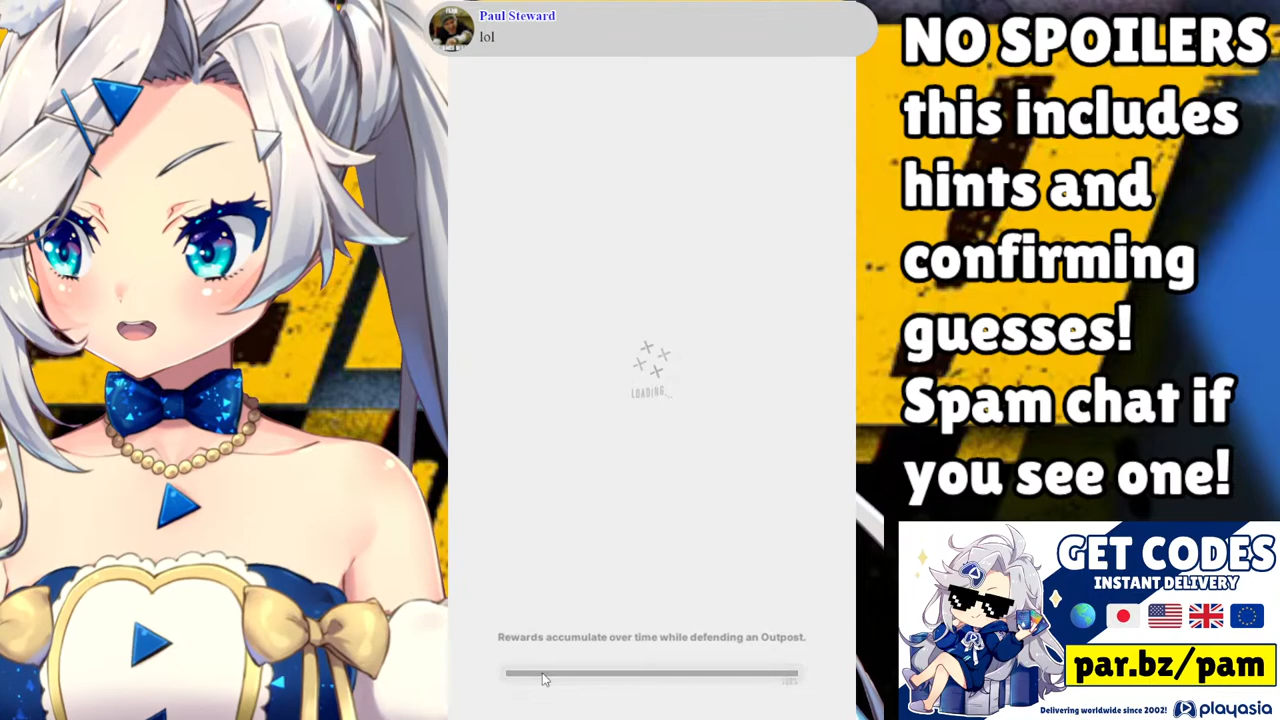 Paul Steward
lol
LOADING...
Rewards accumulate over time while defending an Outpost.
NO SPOILERS
this includes
hints and
confirming
guesses!
Spam chat if
you see one!
GET CODES
INSTANT DELIVERY
par.bz/pam
Delivering worldwide since 2002!
playasia